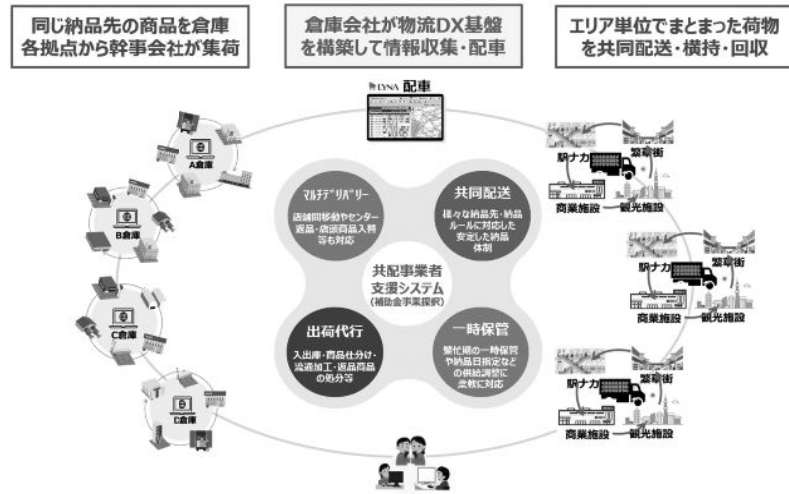 同じ納品先の商品を倉庫
各拠点から幹事会社が集荷
倉庫会社が物流DX基盤
を構築して情報収集・配車
エリア単位でまとまった荷物
を共同配送・横持・回収
LYNA 配車
A倉庫
B倉庫
C倉庫
D倉庫
マルチデリバリー
店舗間移動やセンター
返品・店頭商品入替
等も対応
共同配送
様々な納品先・納品
ルールに対応した
安定した納品
体制
共配事業者
支援システム
(補助金事業採択)
出荷代行
入出庫・商品仕分け・
流通加工・返品商品
の処分等
一時保管
繁忙期の一時保管
や納品日指定など
の供給調整に
柔軟に対応
駅ナカ
繁華街
商業施設
観光施設
駅ナカ
繁華街
商業施設
観光施設
駅ナカ
繁華街
商業施設
観光施設